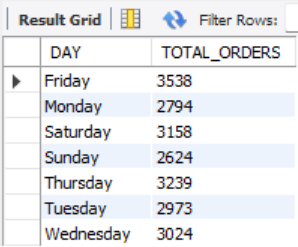 Result Grid Filter Rows:
DAY TOTAL_ORDERS
Friday 3538
Monday 2794
Saturday 3158
Sunday 2624
Thursday 3239
Tuesday 2973
Wednesday 3024